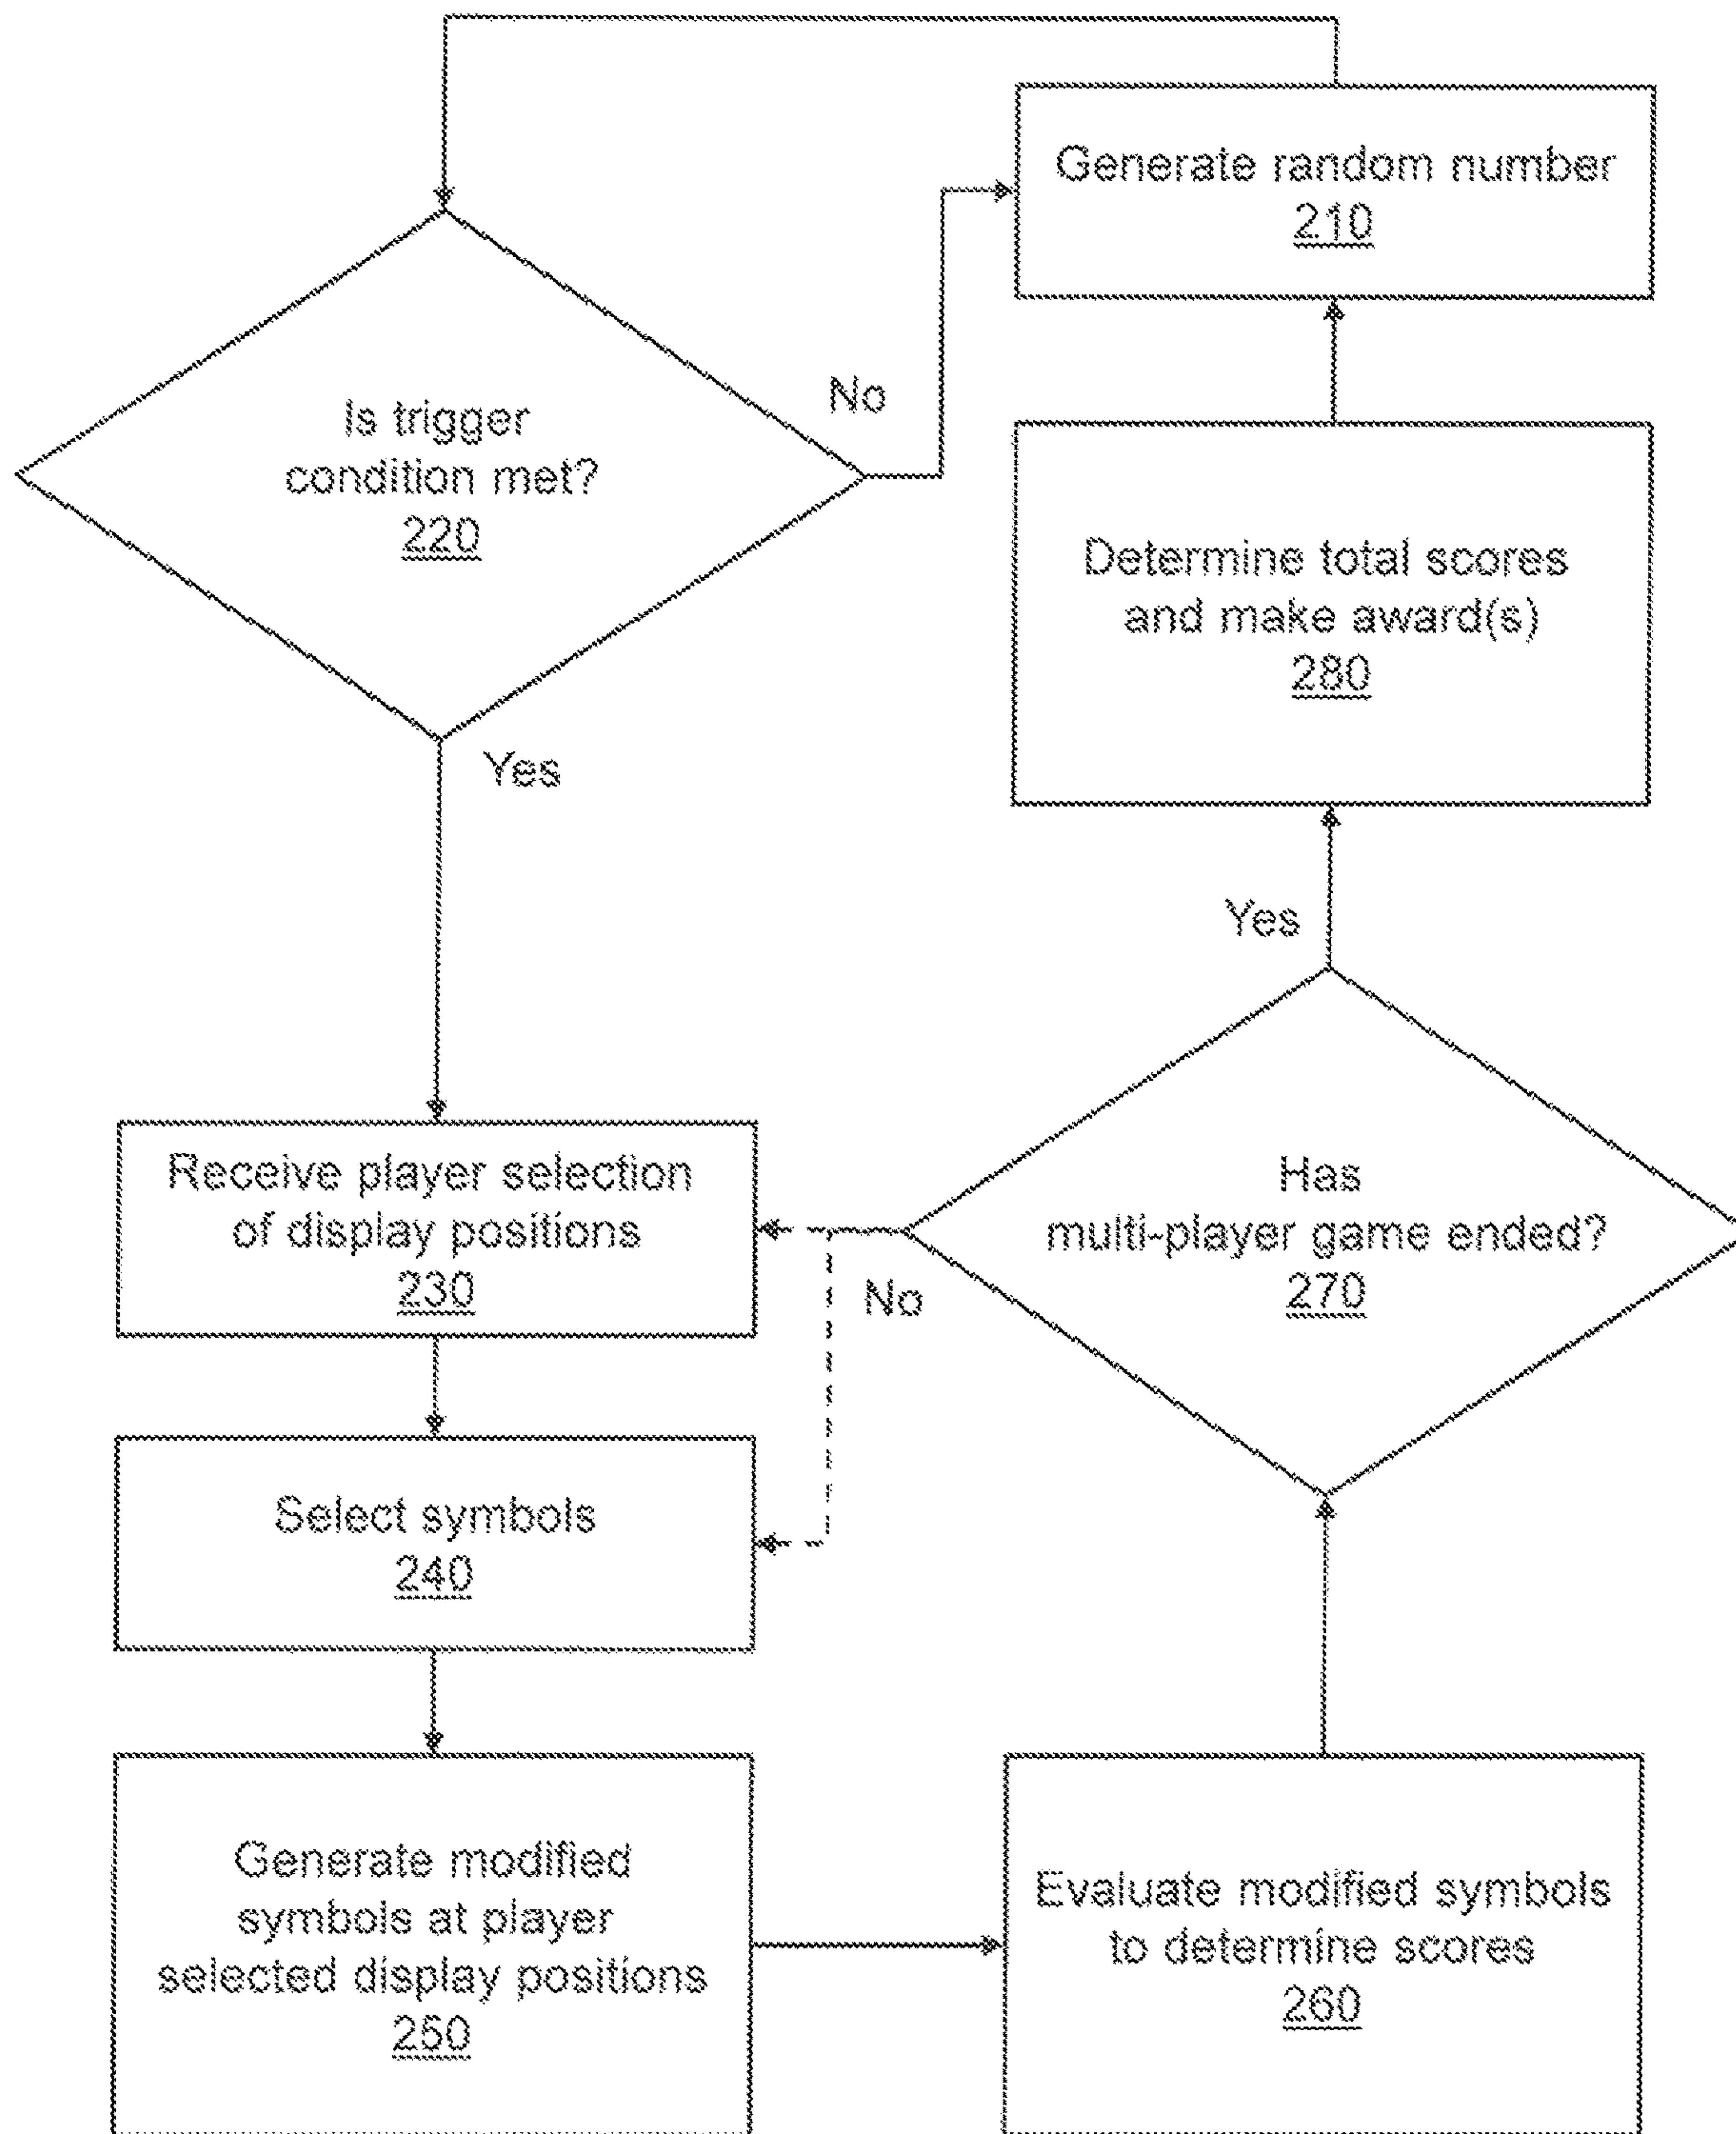 Generate random number
210
Is trigger
condition met?
220
No
Yes
Determine total scores
and make award(s)
280
Yes
Receive player selection
of display positions
230
No
Has
multi-player game ended?
270
Select symbols
240
Generate modified
symbols at player
selected display positions
250
Evaluate modified symbols
to determine scores
260